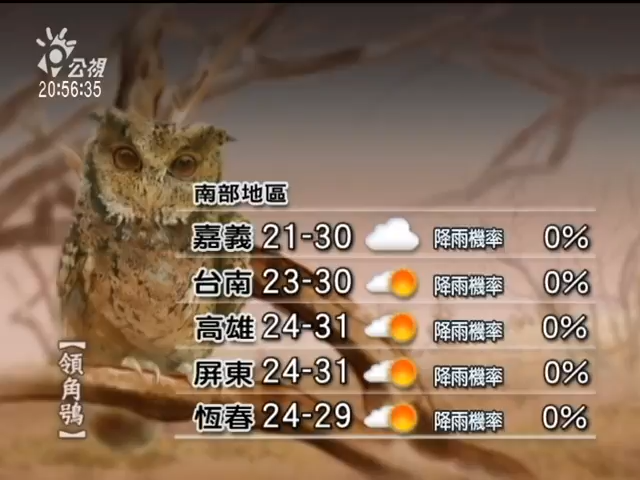 公視
20:56:35
南部地區
嘉義 21-30 降雨機率 0%
台南 23-30 降雨機率 0%
高雄 24-31 降雨機率 0%
屏東 24-31 降雨機率 0%
恆春 24-29 降雨機率 0%
【領角鴞】